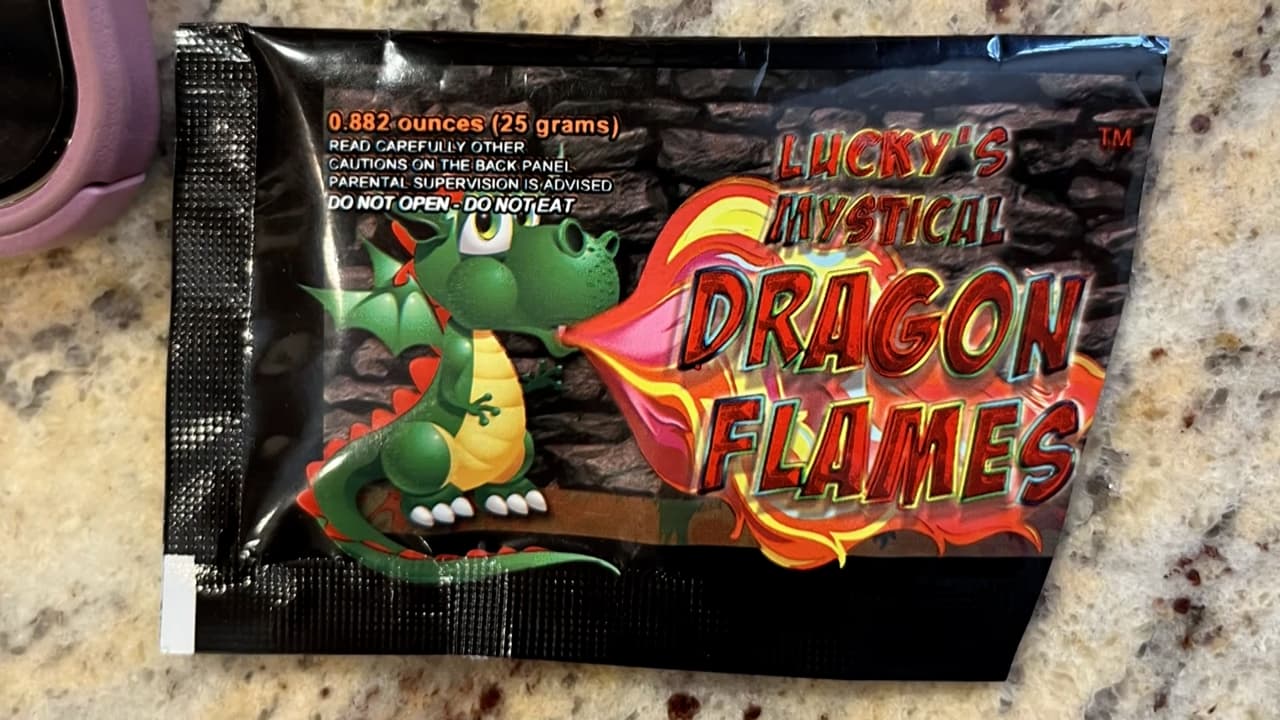 0.882 ounces (25 grams)
READ CAREFULLY OTHER
CAUTIONS ON THE BACK PANEL
PARENTAL SUPERVISION IS ADVISED
DO NOT OPEN - DO NOT EAT
LUCKY'S
MYSTICAL
DRAGON
FLAMES
TM